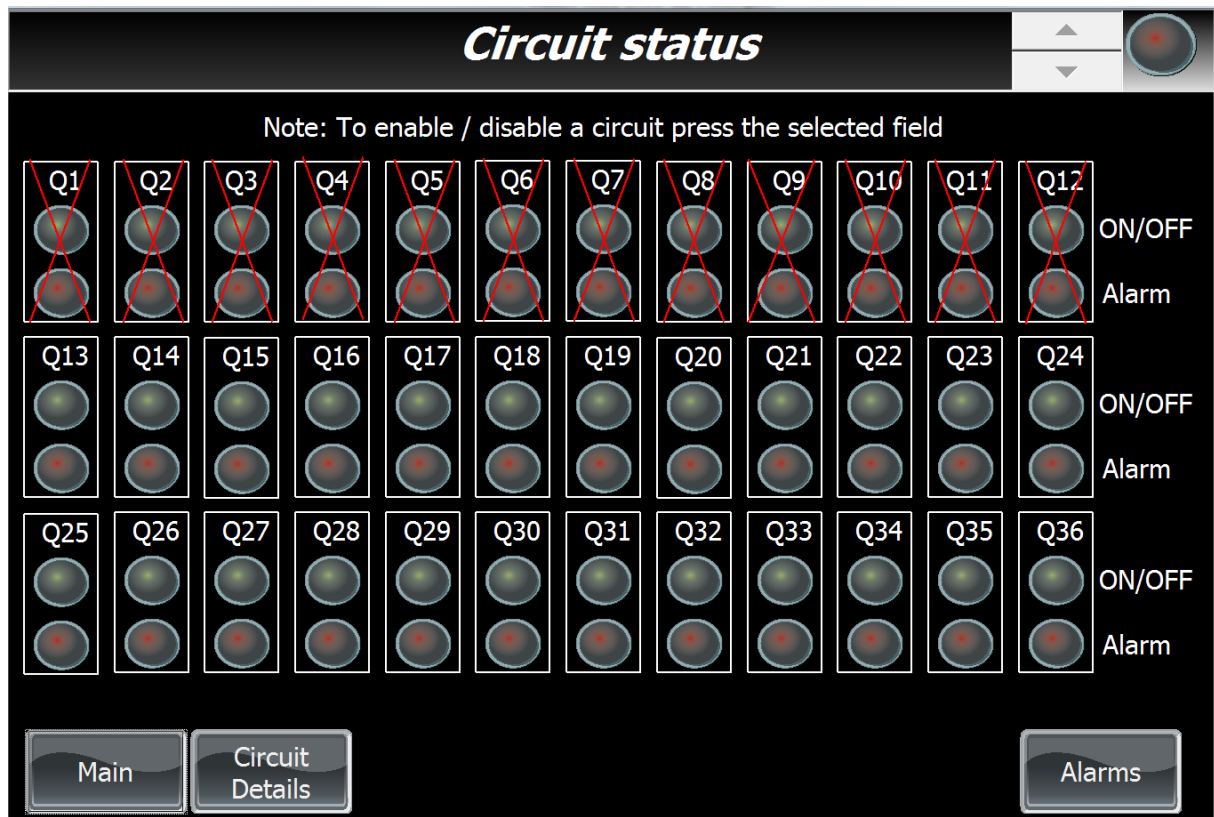 Circuit status
Note: To enable / disable a circuit press the selected field
Q1 Q2 Q3 Q4 Q5 Q6 Q7 Q8 Q9 Q10 Q11 Q12
ON/OFF
Alarm
Q13 Q14 Q15 Q16 Q17 Q18 Q19 Q20 Q21 Q22 Q23 Q24
ON/OFF
Alarm
Q25 Q26 Q27 Q28 Q29 Q30 Q31 Q32 Q33 Q34 Q35 Q36
ON/OFF
Alarm
Main
Circuit
Details
Alarms